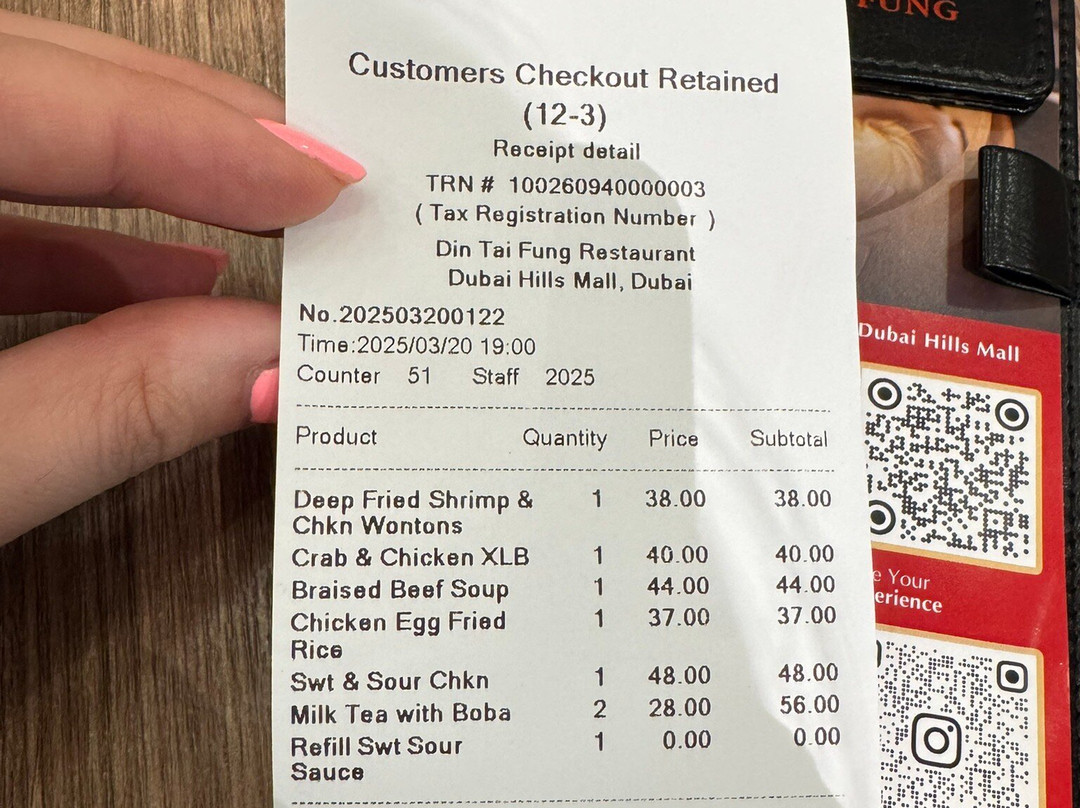 FUNG
Customers Checkout Retained
(12-3)
Receipt detail
TRN # 100260940000003
( Tax Registration Number )
Din Tai Fung Restaurant
Dubai Hills Mall, Dubai
No.202503200122
Time:2025/03/20 19:00
Counter 51 Staff 2025
Product Quantity Price Subtotal
Deep Fried Shrimp & 1 38.00 38.00
Chkn Wontons
Crab & Chicken XLB 1 40.00 40.00
Braised Beef Soup 1 44.00 44.00
Chicken Egg Fried 1 37.00 37.00
Rice
Swt & Sour Chkn 1 48.00 48.00
Milk Tea with Boba 2 28.00 56.00
Refill Swt Sour 1 0.00 0.00
Sauce
Dubai Hills Mall
e Your
erience